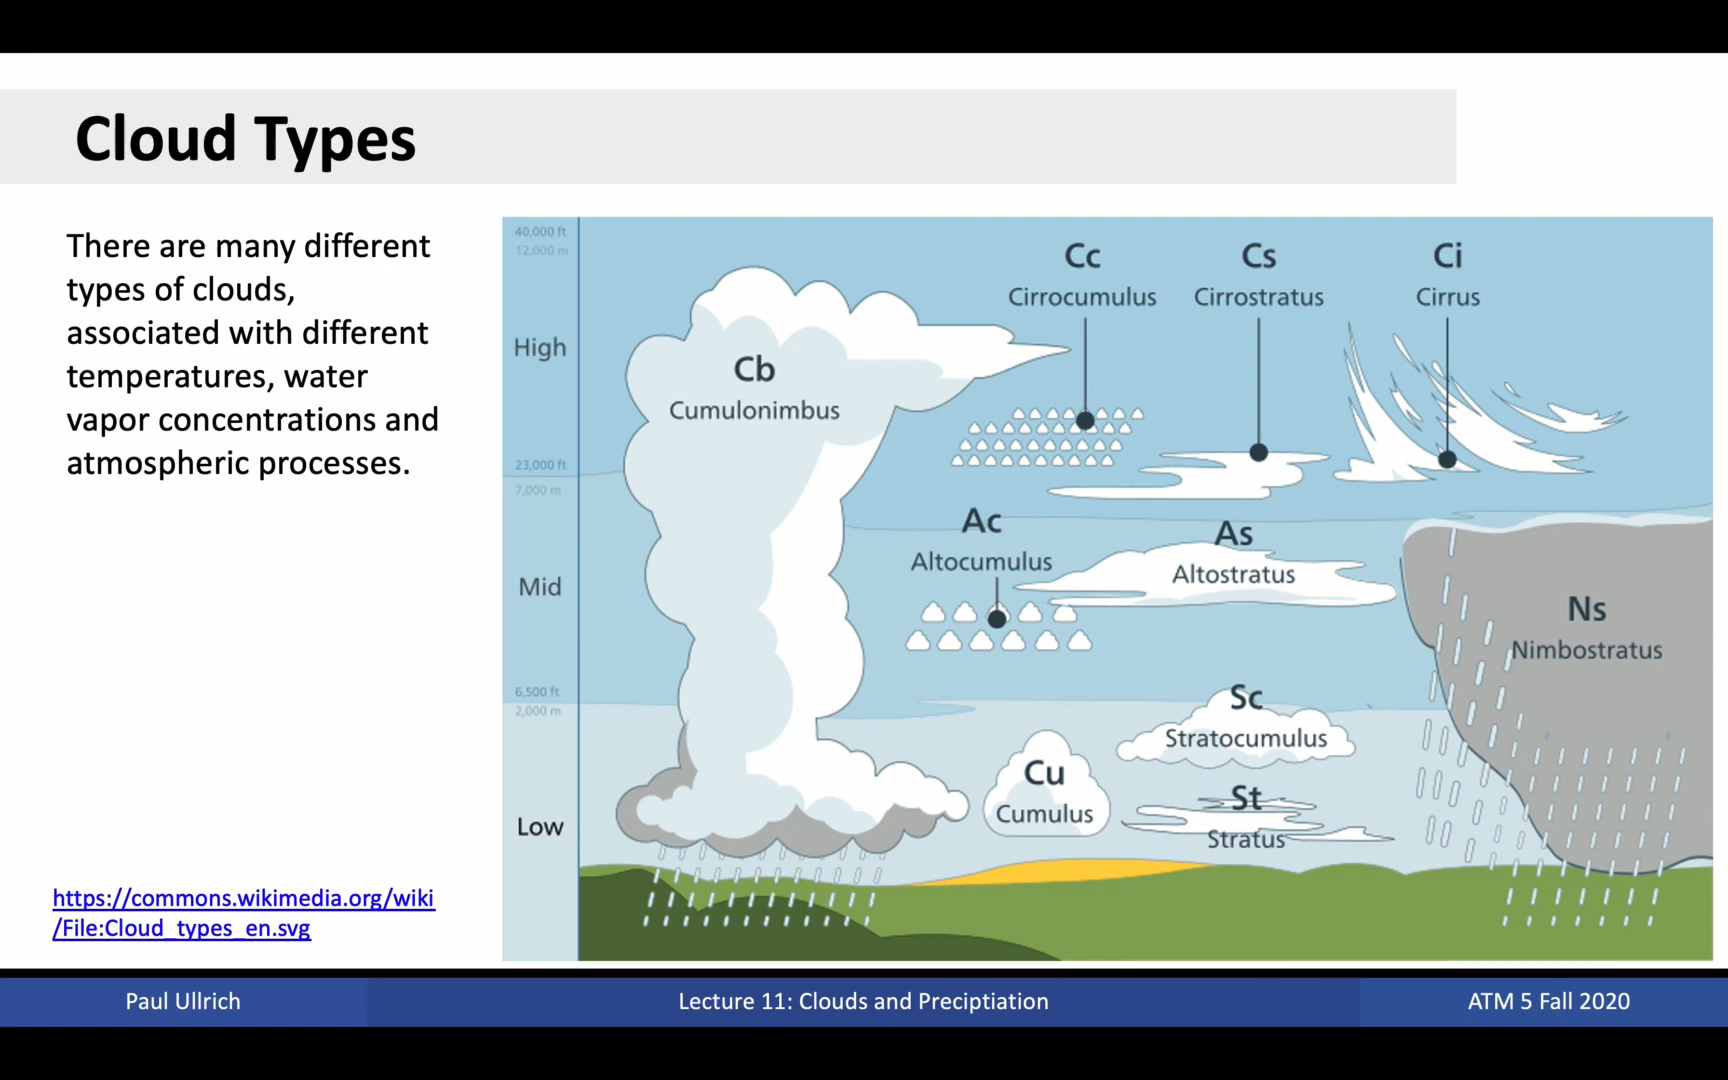 Cloud Types
There are many different
types of clouds,
associated with different
temperatures, water
vapor concentrations and
atmospheric processes.
https://commons.wikimedia.org/wiki
/File:Cloud_types_en.svg
40,000 ft
12,000 m
High
23,000 ft
7,000 m
Mid
6,500 ft
2,000 m
Low
Cb
Cumulonimbus
Cc
Cirrocumulus
Cs
Cirrostratus
Ci
Cirrus
Ac
Altocumulus
As
Altostratus
Ns
Nimbostratus
Sc
Stratocumulus
Cu
Cumulus
St
Stratus
Paul Ullrich
Lecture 11: Clouds and Preciptiation
ATM 5 Fall 2020